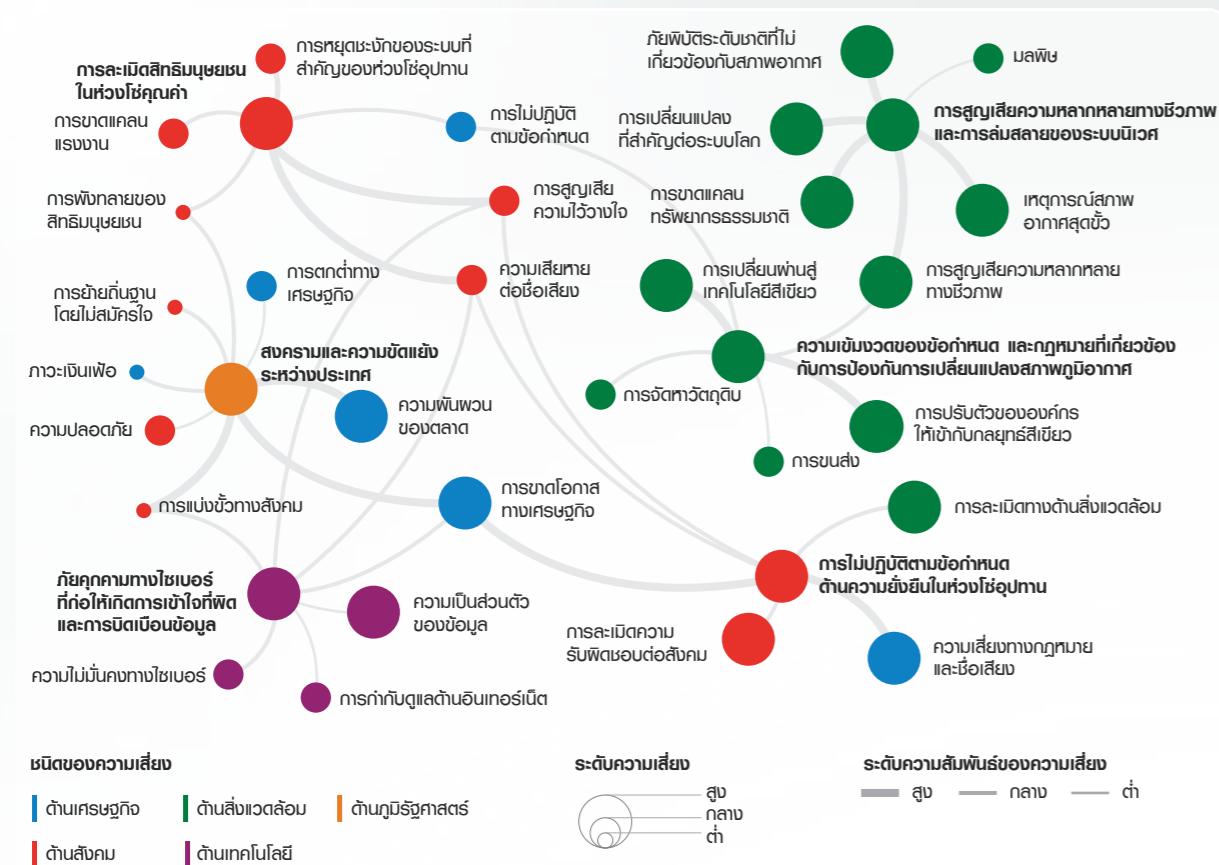 การหยุดชะงักของระบบที่
สำคัญของห่วงโซ่อุปทาน
การละเมิดสิทธิมนุษยชน
ในห่วงโซ่คุณค่า
การขาดแคลน
แรงงาน
การไม่ปฏิบัติ
ตามข้อกำหนด
การพังทลายของ
สิทธิมนุษยชน
การสูญเสีย
ความไว้วางใจ
การตกต่ำทาง
เศรษฐกิจ
ความเสียหาย
ต่อชื่อเสียง
การย้ายถิ่นฐาน
โดยไม่สมัครใจ
สงครามและความขัดแย้ง
ระหว่างประเทศ
ภาวะเงินเฟ้อ
ความผันผวน
ของตลาด
ความปลอดภัย
การแบ่งขั้วทางสังคม
การขาดโอกาส
ทางเศรษฐกิจ
ภัยคุกคามทางไซเบอร์
ที่ก่อให้เกิดการเข้าใจที่ผิด
และการบิดเบือนข้อมูล
ความเป็นส่วนตัว
ของข้อมูล
ความไม่มั่นคงทางไซเบอร์
การกำกับดูแลด้านอินเทอร์เน็ต
ภัยพิบัติระดับชาติที่ไม่
เกี่ยวข้องกับสภาพอากาศ
มลพิษ
การเปลี่ยนแปลง
ที่สำคัญต่อระบบโลก
การสูญเสียความหลากหลายทางชีวภาพ
และการล่มสลายของระบบนิเวศ
การขาดแคลน
ทรัพยากรธรรมชาติ
เหตุการณ์สภาพ
อากาศสุดขั้ว
การเปลี่ยนผ่านสู่
เทคโนโลยีสีเขียว
การสูญเสียความหลากหลาย
ทางชีวภาพ
ความเข้มงวดของข้อกำหนด และกฎหมายที่เกี่ยวข้อง
กับการป้องกันการเปลี่ยนแปลงสภาพภูมิอากาศ
การจัดหาวัตถุดิบ
การปรับตัวขององค์กร
ให้เข้ากับกลยุทธ์สีเขียว
การขนส่ง
การละเมิดทางด้านสิ่งแวดล้อม
การไม่ปฏิบัติตามข้อกำหนด
ด้านความยั่งยืนในห่วงโซ่อุปทาน
การละเมิดความ
รับผิดชอบต่อสังคม
ความเสี่ยงทางกฎหมาย
และชื่อเสียง
ชนิดของความเสี่ยง
ด้านเศรษฐกิจ
ด้านสิ่งแวดล้อม
ด้านภูมิรัฐศาสตร์
ด้านสังคม
ด้านเทคโนโลยี
ระดับความเสี่ยง
สูง
กลาง
ต่ำ
ระดับความสัมพันธ์ของความเสี่ยง
สูง
กลาง
ต่ำ